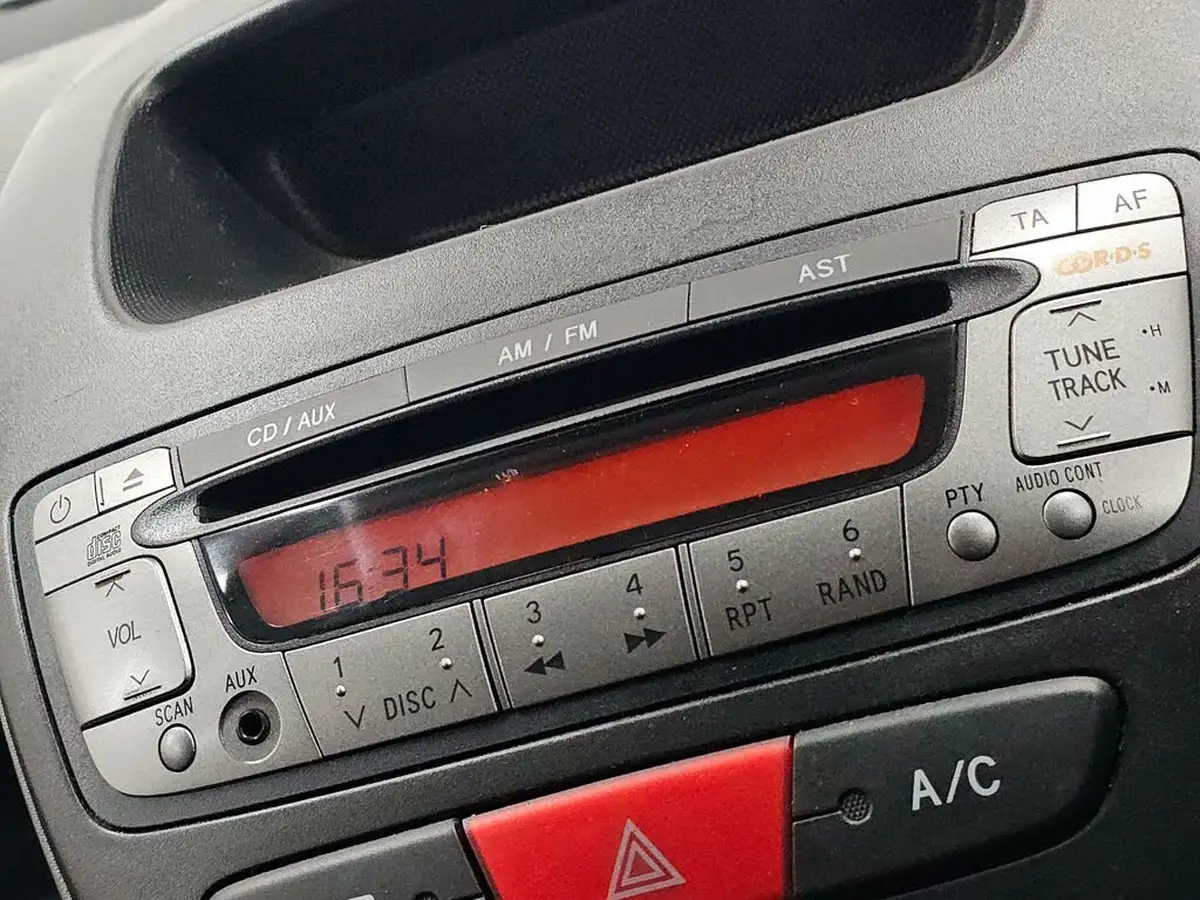 TA AF
CORDS
AST
AM / FM
CD / AUX
COMPACT
disc
DIGITAL AUDIO
TUNE
TRACK
•H
•M
16:34
VOL
SCAN
AUX
1 2
DISC
3 4
5 6
RPT RAND
PTY
AUDIO CONT
CLOCK
A/C